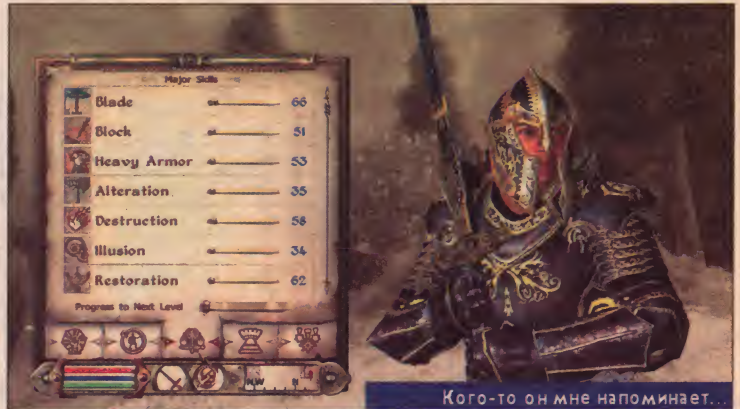 Major Skills
Blade 66
Block 51
Heavy Armor 53
Alteration 35
Destruction 58
Illusion 34
Restoration 62
Progress to Next Level
N.W N
Кого-то он мне напоминает...